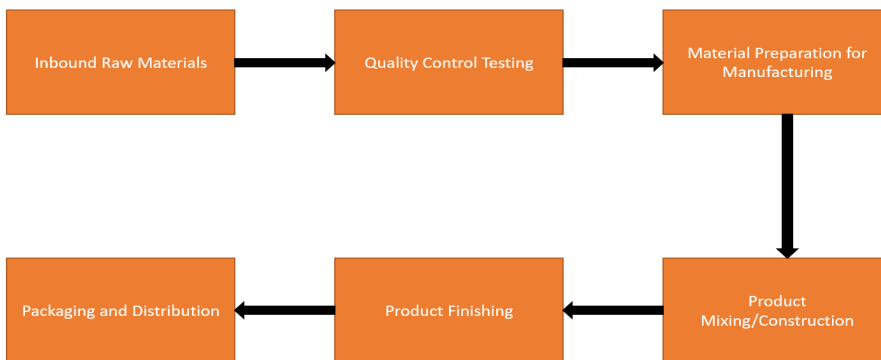 Inbound Raw Materials
Quality Control Testing
Material Preparation for
Manufacturing
Product
Mixing/Construction
Product Finishing
Packaging and Distribution